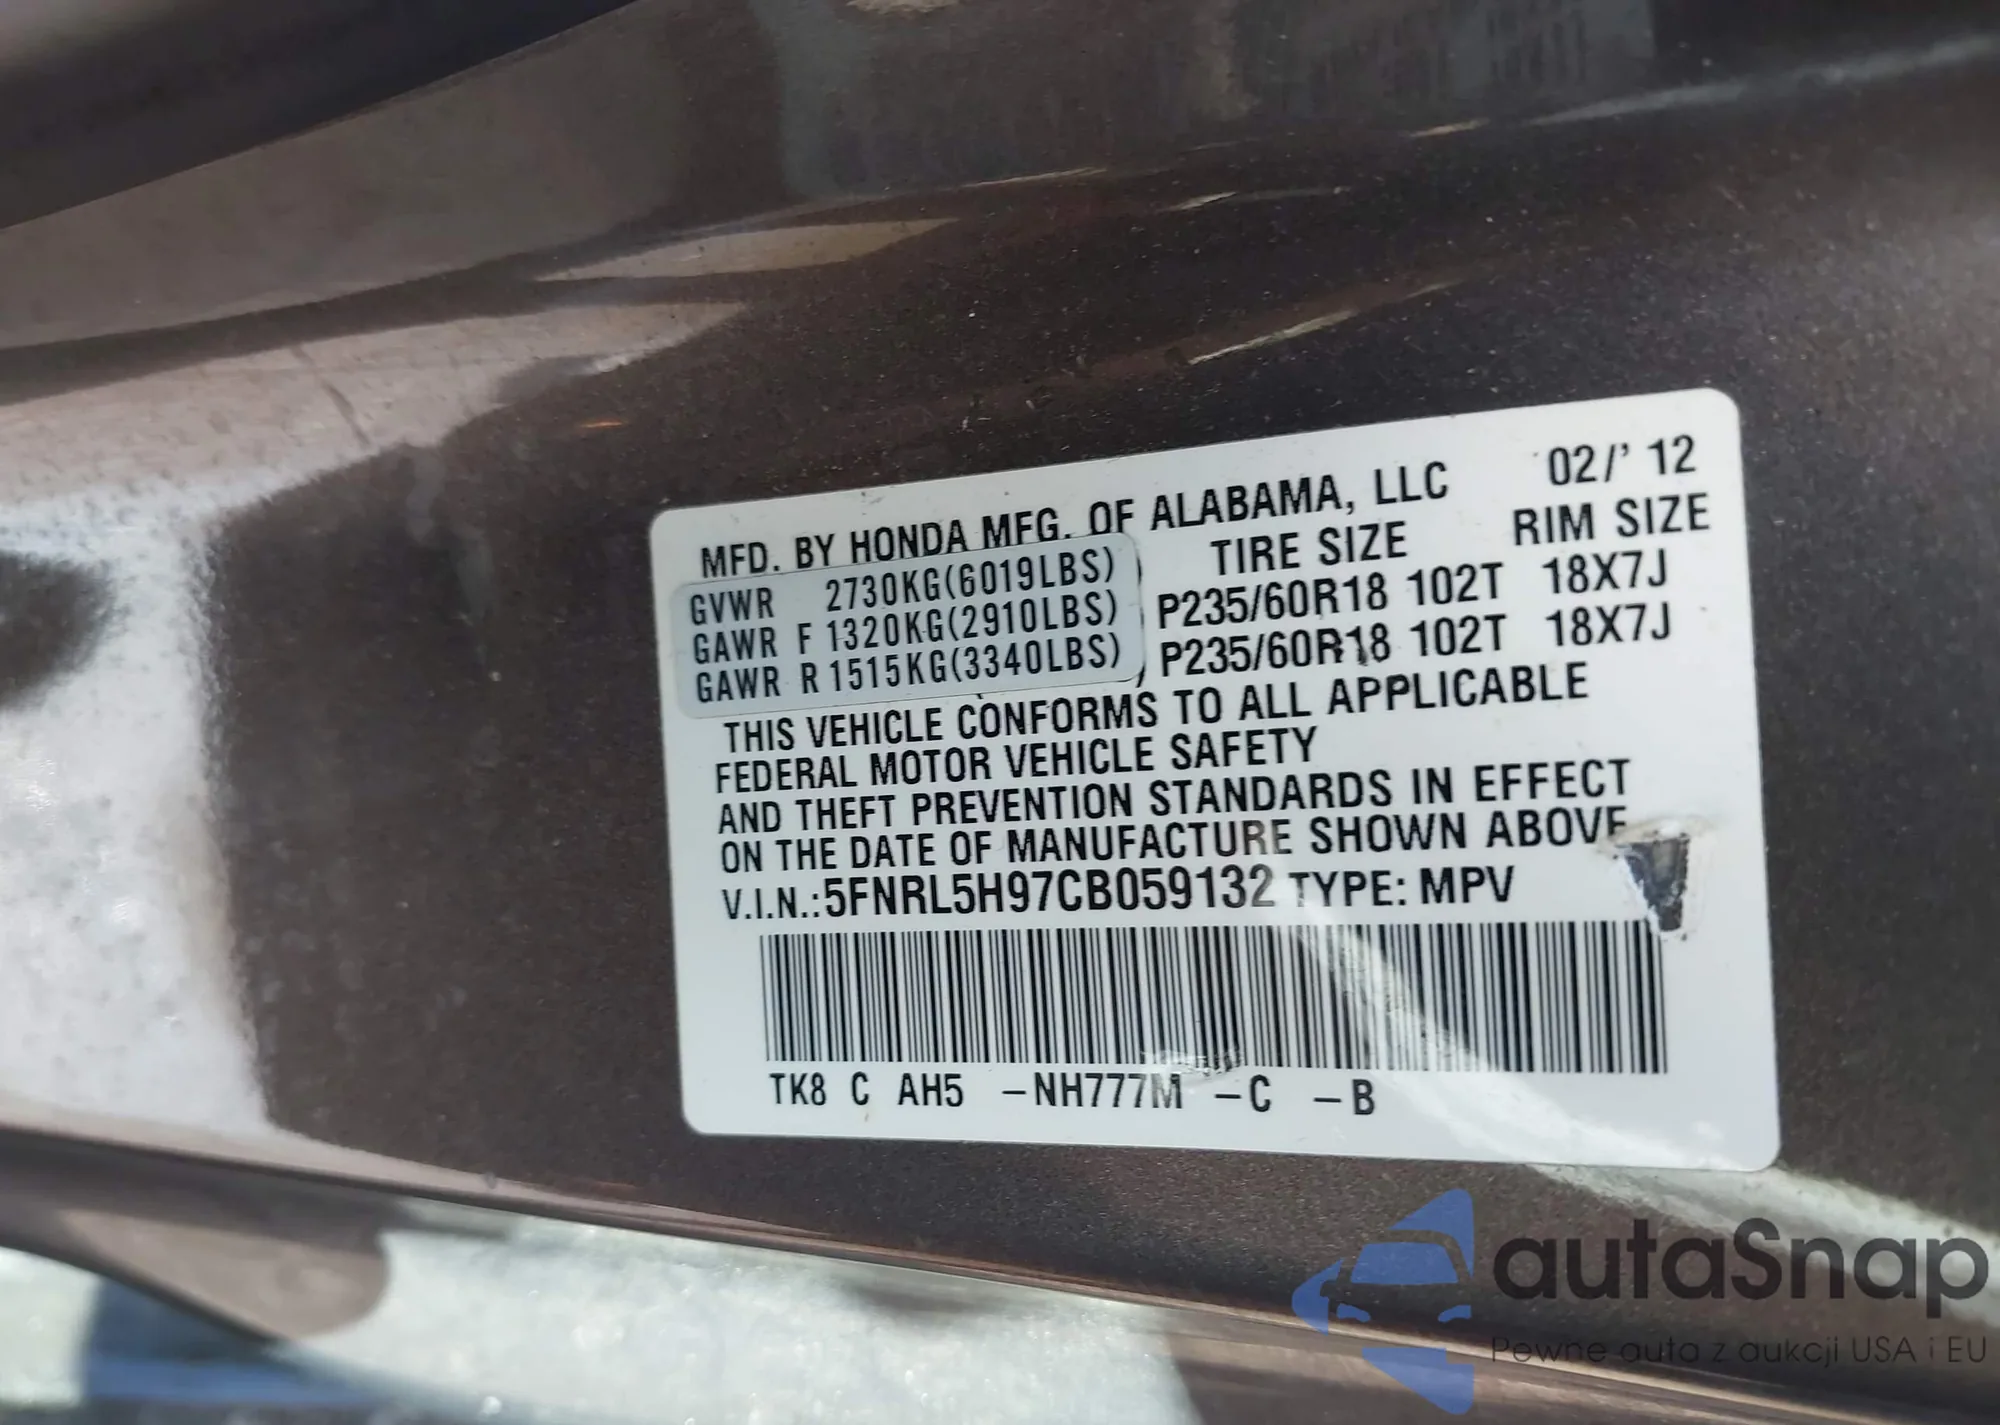 MFD. BY HONDA MFG. OF ALABAMA, LLC 02/' 12
TIRE SIZE RIM SIZE
GVWR 2730KG(6019LBS)
GAWR F 1320KG(2910LBS) P235/60R18 102T 18X7J
GAWR R 1515KG(3340LBS) P235/60R18 102T 18X7J
THIS VEHICLE CONFORMS TO ALL APPLICABLE
FEDERAL MOTOR VEHICLE SAFETY
AND THEFT PREVENTION STANDARDS IN EFFECT
ON THE DATE OF MANUFACTURE SHOWN ABOVE
V.I.N.:5FNRL5H97CB059132 TYPE: MPV
TK8 C AH5 -NH777M -C -B
autaSnap
Pewne auta z aukcji USA i EU